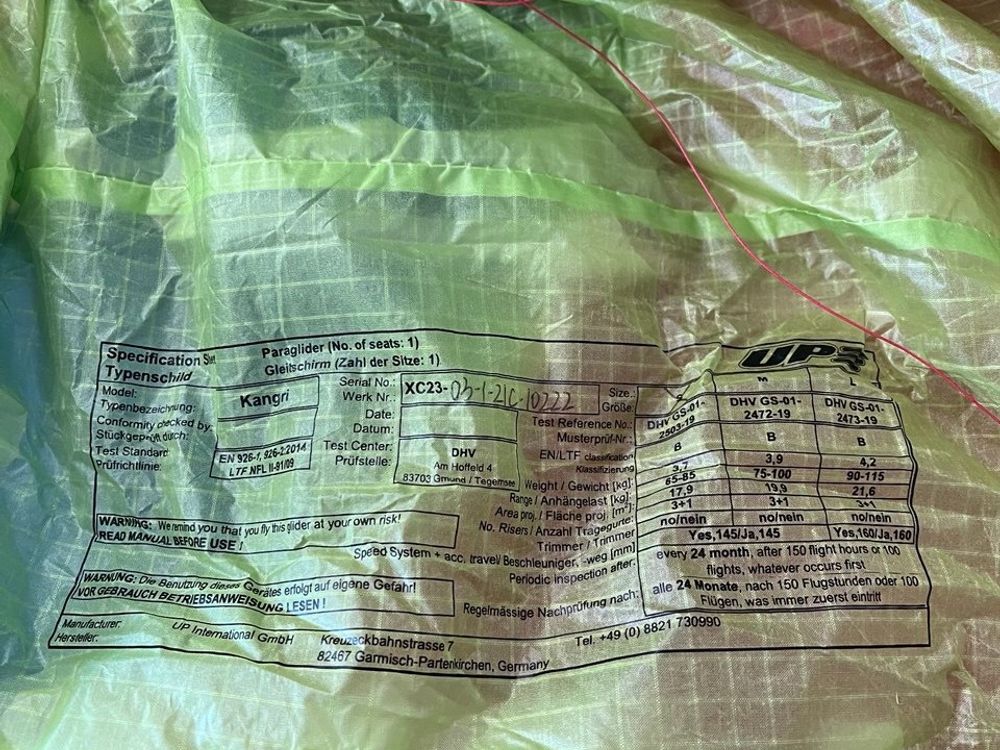 Specification
Typenschild
Paraglider (No. of seats: 1)
Gleitschirm (Zahl der Sitze: 1)
UP
Model:
Typenbezeichnung:
Kangri
Serial No.:
Werk Nr.:
XC23-03-1-21C-10222
Size:
Größe:
M
L
Conformity checked by:
Stückgeprüft durch:
Date:
Datum:
Test Reference No.:
Musterprüf-Nr.:
DHV GS-01-2503-19
DHV GS-01-2472-19
DHV GS-01-2473-19
Test Standard:
Prüfrichtlinie:
EN 926-1, 926-2:2014
LTF NFL II-91/09
Test Center:
Prüfstelle:
DHV
Am Hoffeld 4
83703 Gmund / Tegernsee
EN/LTF classification
Klassifizierung
B
B
B
Weight / Gewicht [kg]:
3,7
3,9
4,2
Range / Anhängelast [kg]:
65-85
75-100
90-115
Area proj. / Fläche proj. [m²]:
17,9
19,9
21,6
No. Risers / Anzahl Tragegurte:
3+1
3+1
3+1
Trimmer / Trimmer
no/nein
no/nein
no/nein
Speed System + acc. travel/ Beschleuniger, -weg [mm]
Yes,145/Ja,145
Yes,160/Ja,160
WARNING: We remind you that you fly this glider at your own risk!
READ MANUAL BEFORE USE !
Periodic inspection after:
every 24 month, after 150 flight hours or 100
flights, whatever occurs first
WARNUNG: Die Benutzung dieses Gerätes erfolgt auf eigene Gefahr!
VOR GEBRAUCH BETRIEBSANWEISUNG LESEN !
Regelmässige Nachprüfung nach:
alle 24 Monate, nach 150 Flugstunden oder 100
Flügen, was immer zuerst eintritt
Manufacturer:
Hersteller:
UP International GmbH
Kreuzeckbahnstrasse 7
82467 Garmisch-Partenkirchen, Germany
Tel. +49 (0) 8821 730990